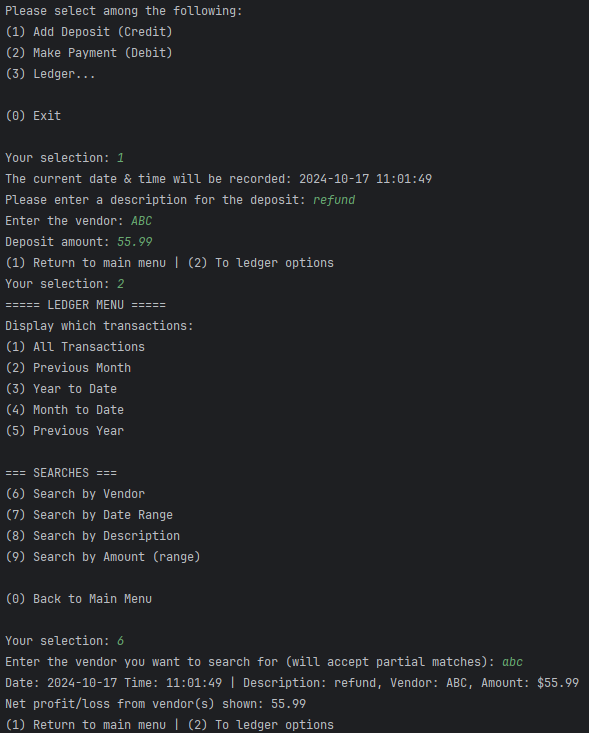 Please select among the following:
(1) Add Deposit (Credit)
(2) Make Payment (Debit)
(3) Ledger...
(0) Exit
Your selection: 1
The current date & time will be recorded: 2024-10-17 11:01:49
Please enter a description for the deposit: refund
Enter the vendor: ABC
Deposit amount: 55.99
(1) Return to main menu | (2) To ledger options
Your selection: 2
===== LEDGER MENU =====
Display which transactions:
(1) All Transactions
(2) Previous Month
(3) Year to Date
(4) Month to Date
(5) Previous Year
=== SEARCHES ===
(6) Search by Vendor
(7) Search by Date Range
(8) Search by Description
(9) Search by Amount (range)
(0) Back to Main Menu
Your selection: 6
Enter the vendor you want to search for (will accept partial matches): abc
Date: 2024-10-17 Time: 11:01:49 | Description: refund, Vendor: ABC, Amount: $55.99
Net profit/loss from vendor(s) shown: 55.99
(1) Return to main menu | (2) To ledger options